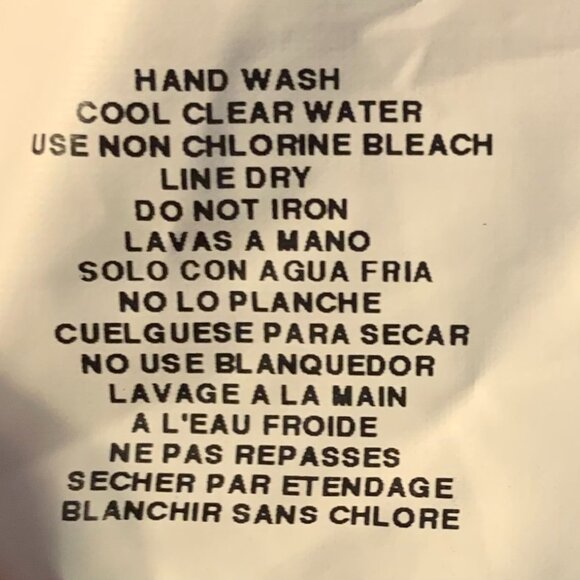 HAND WASH
COOL CLEAR WATER
USE NON CHLORINE BLEACH
LINE DRY
DO NOT IRON
LAVAS A MANO
SOLO CON AGUA FRIA
NO LO PLANCHE
CUELGUESE PARA SECAR
NO USE BLANQUEDOR
LAVAGE A LA MAIN
A L'EAU FROIDE
NE PAS REPASSES
SECHER PAR ETENDAGE
BLANCHIR SANS CHLORE